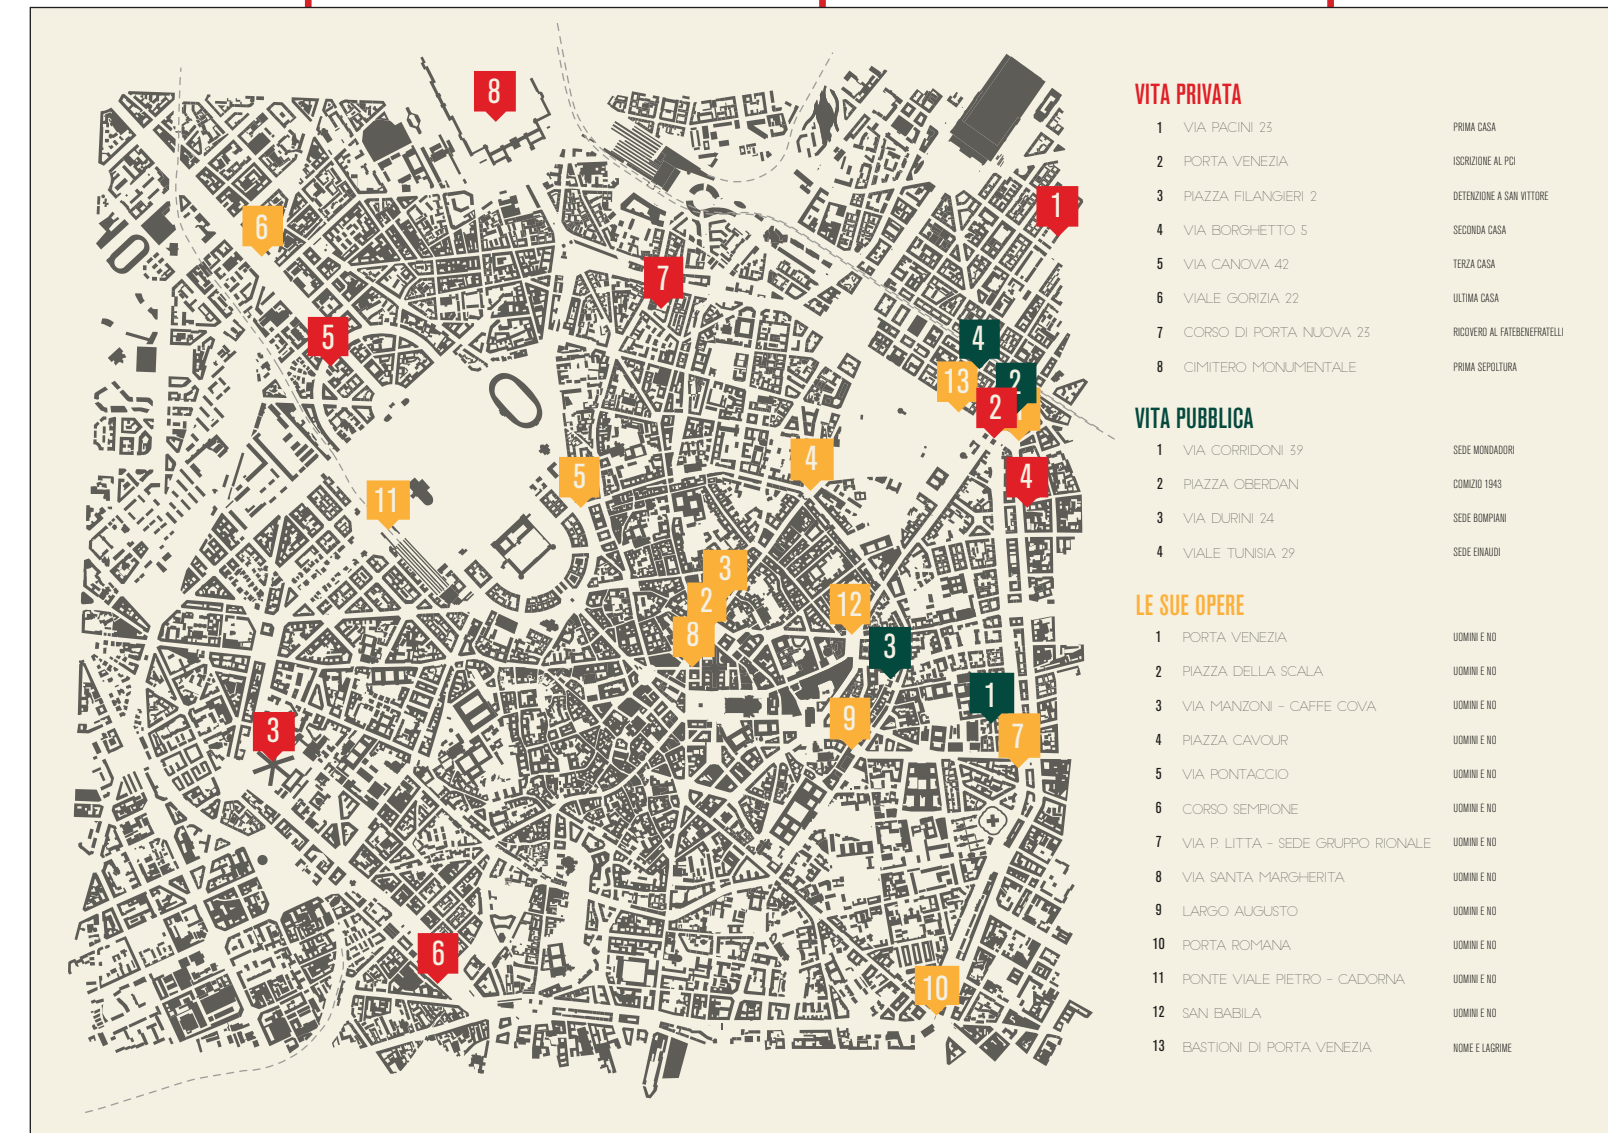 8
6
1
7
5
4
13
2
2
4
5
4
11
3
2
12
8
3
1
9
7
3
6
10
VITA PRIVATA
1 VIA PACINI 23 PRIMA CASA
2 PORTA VENEZIA ISCRIZIONE AL PCI
3 PIAZZA FILANGIERI 2 DETENZIONE A SAN VITTORE
4 VIA BORGHETTO 5 SECONDA CASA
5 VIA CANOVA 42 TERZA CASA
6 VIALE GORIZIA 22 ULTIMA CASA
7 CORSO DI PORTA NUOVA 23 RICOVERO AL FATEBENEFRATELLI
8 CIMITERO MONUMENTALE PRIMA SEPOLTURA
VITA PUBBLICA
1 VIA CORRIDONI 39 SEDE MONDADORI
2 PIAZZA OBERDAN COMIZIO 1943
3 VIA DURINI 24 SEDE BOMPIANI
4 VIALE TUNISIA 29 SEDE EINAUDI
LE SUE OPERE
1 PORTA VENEZIA UOMINI E NO
2 PIAZZA DELLA SCALA UOMINI E NO
3 VIA MANZONI - CAFFE COVA UOMINI E NO
4 PIAZZA CAVOUR UOMINI E NO
5 VIA PONTACCIO UOMINI E NO
6 CORSO SEMPIONE UOMINI E NO
7 VIA P. LITTA - SEDE GRUPPO RIONALE UOMINI E NO
8 VIA SANTA MARGHERITA UOMINI E NO
9 LARGO AUGUSTO UOMINI E NO
10 PORTA ROMANA UOMINI E NO
11 PONTE VIALE PIETRO - CADORNA UOMINI E NO
12 SAN BABILA UOMINI E NO
13 BASTIONI DI PORTA VENEZIA NOME E LAGRIME